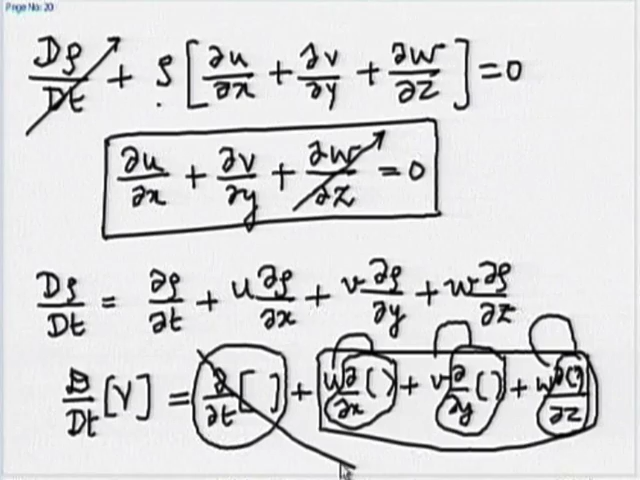 Page No: 20
Dρ/Dt + ρ[∂u/∂x + ∂v/∂y + ∂w/∂z] = 0
∂u/∂x + ∂v/∂y + ∂w/∂z = 0
Dρ/Dt = ∂ρ/∂t + u∂ρ/∂x + v∂ρ/∂y + w∂ρ/∂z
D/Dt [V] = ∂/∂t [ ] + u∂/∂x ( ) + v∂/∂y ( ) + w∂( )/∂z